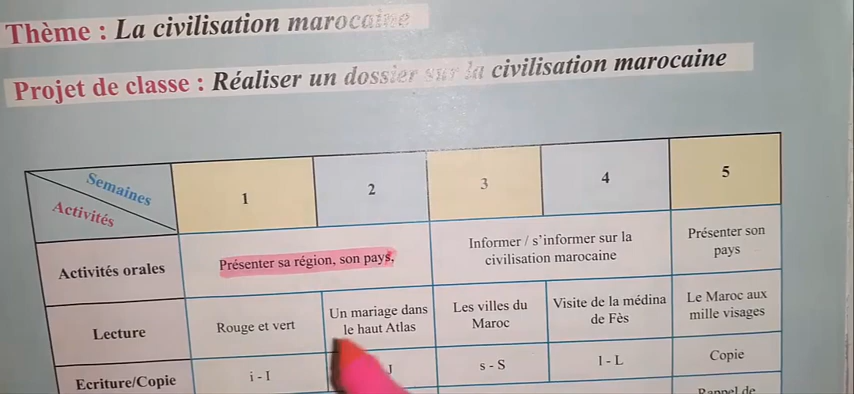 Thème : La civilisation marocaine
Projet de classe : Réaliser un dossier sur la civilisation marocaine
Semaines
Activités
1
2
3
4
5
Activités orales
Présenter sa région, son pays.
Informer / s'informer sur la
civilisation marocaine
Présenter son
pays
Lecture
Rouge et vert
Un mariage dans
le haut Atlas
Les villes du
Maroc
Visite de la médina
de Fès
Le Maroc aux
mille visages
Ecriture/Copie
i - I
J
s - S
l - L
Copie
Rappel de